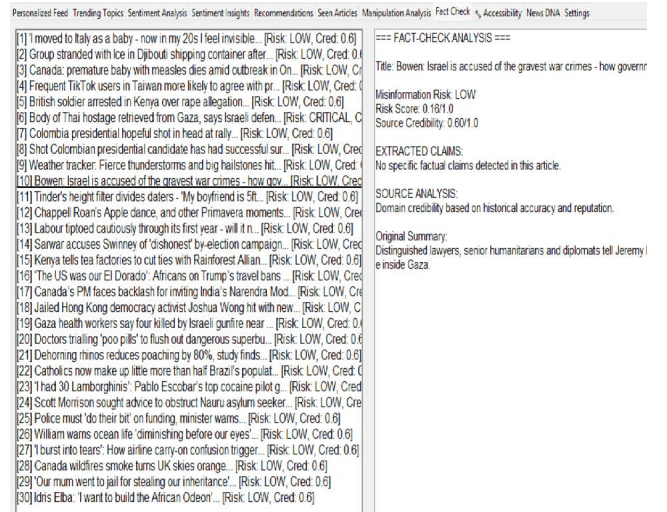 Personalized Feed Trending Topics Sentiment Analysis Sentiment Insights Recommendations Seen Articles Manipulation Analysis Fact Check Accessibility News DNA Settings
[1] 'I moved to Italy as a baby - now in my 20s I feel invisible... [Risk: LOW, Cred: 0.6]
[2] Group stranded with Ice in Djibouti shipping container after... [Risk: LOW, Cred: 0.
[3] Canada: premature baby with measles dies amid outbreak in On... [Risk: LOW, Cr
[4] Frequent TikTok users in Taiwan more likely to agree with pr... [Risk: LOW, Cred:
[5] British soldier arrested in Kenya over rape allegation... [Risk: LOW, Cred: 0.6]
[6] Body of Thai hostage retrieved from Gaza, says Israeli defen... [Risk: CRITICAL, C
[7] Colombia presidential hopeful shot in head at rally... [Risk: LOW, Cred: 0.6]
[8] Shot Colombian presidential candidate has had successful sur... [Risk: LOW, Cred:
[9] Weather tracker: Fierce thunderstorms and big hailstones hit... [Risk: LOW, Cred:
[10] Bowen: Israel is accused of the gravest war crimes - how gov... [Risk: LOW, Cred
[11] Tinder's height filter divides daters - 'My boyfriend is 5ft... [Risk: LOW, Cred: 0.6]
[12] Chappell Roan's Apple dance, and other Primavera moments... [Risk: LOW, Cred
[13] Labour tiptoed cautiously through its first year - will it n... [Risk: LOW, Cred: 0.6]
[14] Sarwar accuses Swinney of 'dishonest' by-election campaign... [Risk: LOW, Cred
[15] Kenya tells tea factories to cut ties with Rainforest Allian... [Risk: LOW, Cred: 0.6]
[16] 'The US was our El Dorado': Africans on Trump's travel bans ... [Risk: LOW, Cred
[17] Canada's PM faces backlash for inviting India's Narendra Mod... [Risk: LOW, Cre
[18] Jailed Hong Kong democracy activist Joshua Wong hit with new... [Risk: LOW, C
[19] Gaza health workers say four killed by Israeli gunfire near ... [Risk: LOW, Cred: 0.
[20] Doctors trialling 'poo pills' to flush out dangerous superbu... [Risk: LOW, Cred: 0.6]
[21] Dehorning rhinos reduces poaching by 80%, study finds... [Risk: LOW, Cred: 0.6]
[22] Catholics now make up little more than half Brazil's populat... [Risk: LOW, Cred:
[23] 'I had 30 Lamborghinis': Pablo Escobar's top cocaine pilot g... [Risk: LOW, Cred
[24] Scott Morrison sought advice to obstruct Nauru asylum seeker... [Risk: LOW, Cre
[25] Police must 'do their bit' on funding, minister warns... [Risk: LOW, Cred: 0.6]
[26] William warns ocean life 'diminishing before our eyes'... [Risk: LOW, Cred: 0.6]
[27] 'I burst into tears': How airline carry-on confusion trigger... [Risk: LOW, Cred: 0.6]
[28] Canada wildfires smoke turns UK skies orange... [Risk: LOW, Cred: 0.6]
[29] 'Our mum went to jail for stealing our inheritance'... [Risk: LOW, Cred: 0.6]
[30] Idris Elba: 'I want to build the African Odeon'... [Risk: LOW, Cred: 0.6]
=== FACT-CHECK ANALYSIS ===
Title: Bowen: Israel is accused of the gravest war crimes - how governm
Misinformation Risk: LOW
Risk Score: 0.16/1.0
Source Credibility: 0.60/1.0
EXTRACTED CLAIMS:
No specific factual claims detected in this article.
SOURCE ANALYSIS:
Domain credibility based on historical accuracy and reputation.
Original Summary:
Distinguished lawyers, senior humanitarians and diplomats tell Jeremy
e inside Gaza.